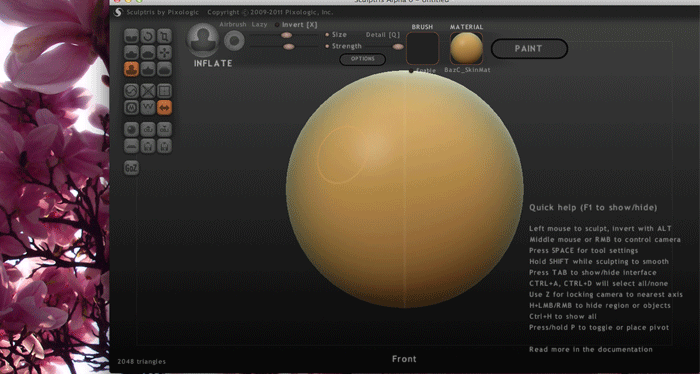 Sculptris by Pixologic Copyright ©2009-2011 Pixologic, Inc.
Airbrush Lazy Invert [X]
Size
Detail [Q]
Strength
OPTIONS
INFLATE
BRUSH
MATERIAL
BazC_SkinMat
PAINT
GoZ
Quick help (F1 to show/hide)
Left mouse to sculpt, invert with ALT
Middle mouse or RMB to control camera
Press SPACE for tool settings
Hold SHIFT while sculpting to smooth
Press TAB to show/hide interface
CTRL+A, CTRL+D will select all/none
Use Z for locking camera to nearest axis
H+LMB/RMB to hide region or objects
Ctrl+H to show all
Press/hold P to toggle or place pivot
Read more in the documentation
2048 triangles
Front